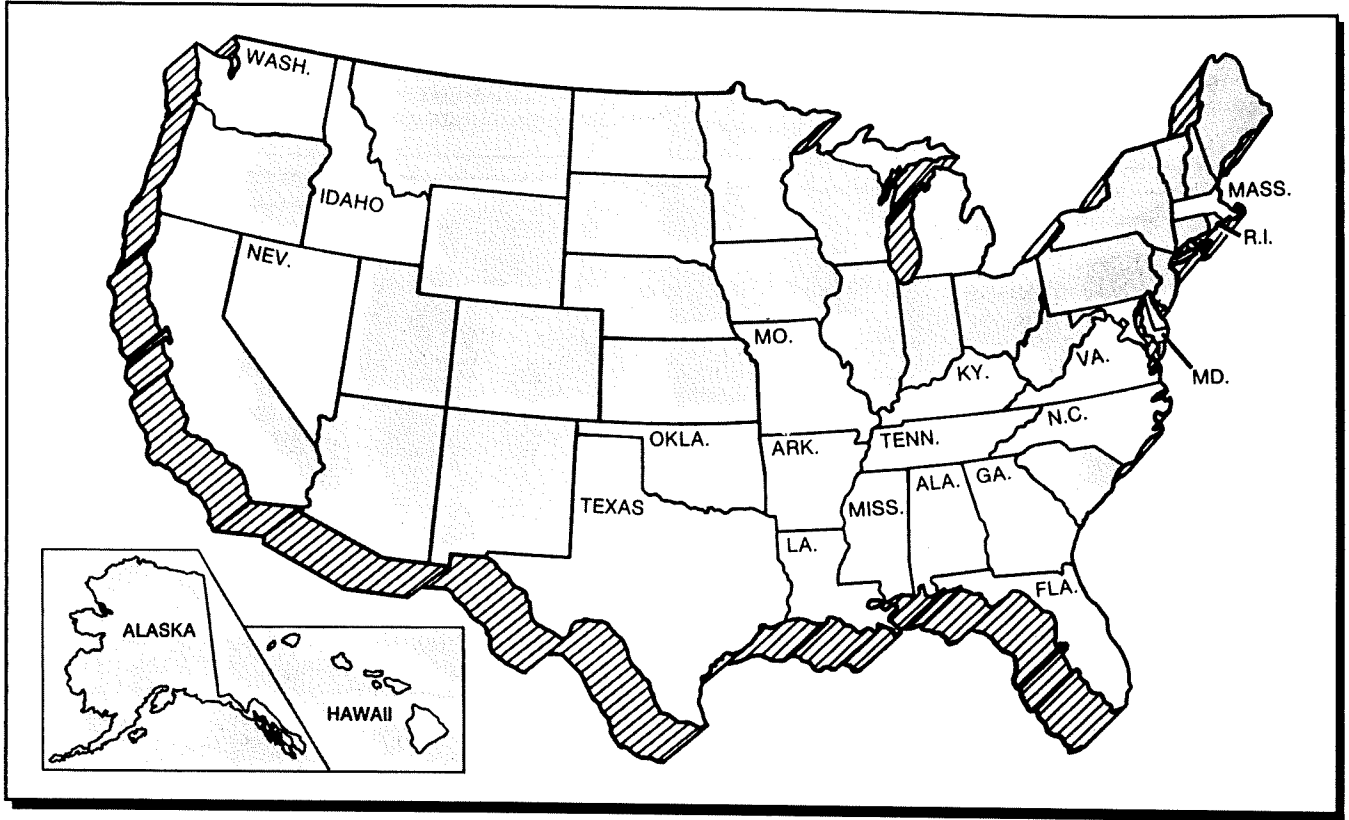 WASH.
IDAHO
MASS.
R.I.
NEV.
MO.
VA.
KY.
MD.
N.C.
OKLA.
TENN.
ARK.
GA.
ALA.
TEXAS
MISS.
LA.
FLA.
ALASKA
HAWAII